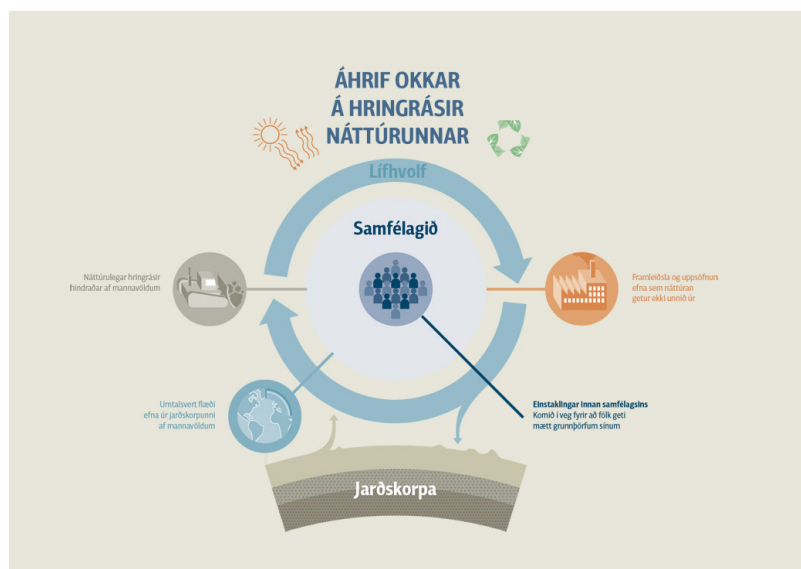 ÁHRIF OKKAR
Á HRINGRÁSIR
NÁTTÚRUNNAR
Lífhvolf
Samfélagið
Náttúrulegar hringrásir
hindraðar af mannavöldum
Framleiðsla og uppsöfnun
efna sem náttúran
getur ekki unnið úr
Umtalsvert flæði
efna úr jarðskorpunni
af mannavöldum
Einstaklingar innan samfélagsins
Komið í veg fyrir að fólk geti
mætt grunnþörfum sínum
Jarðskorpa